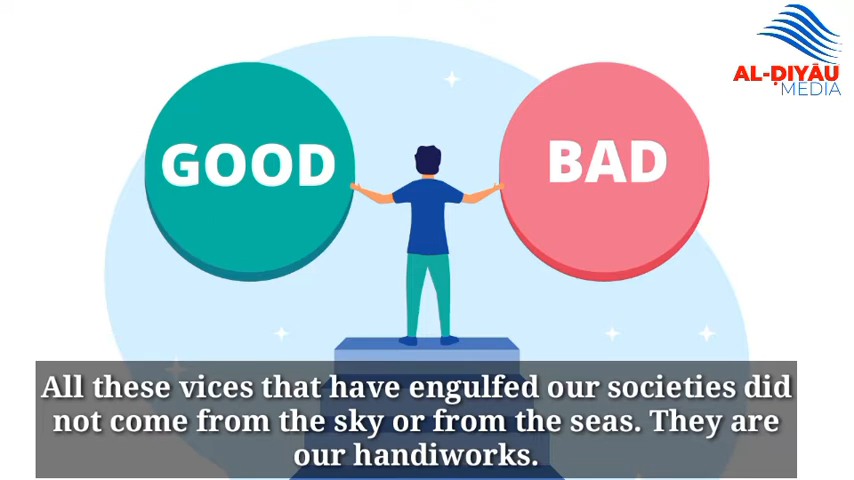 AL-ḌIYĀU
MEDIA
GOOD
BAD
All these vices that have engulfed our societies did
not come from the sky or from the seas. They are
our handiworks.